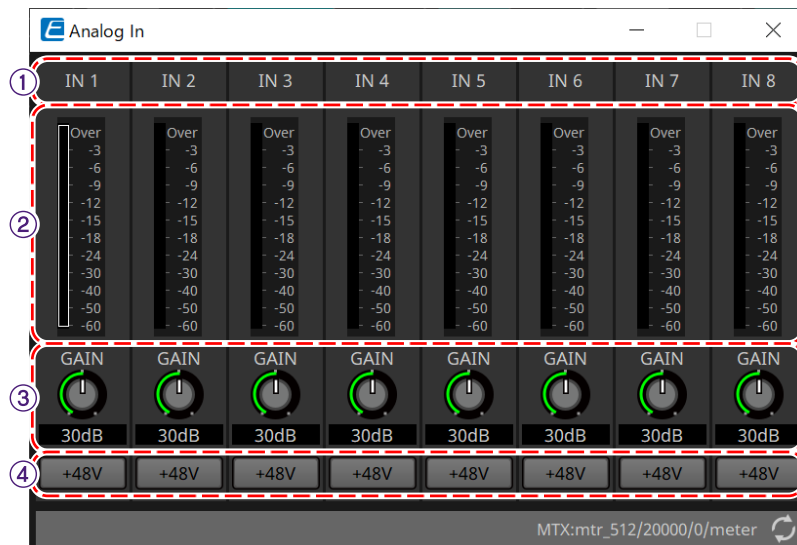 Analog In
① IN 1 IN 2 IN 3 IN 4 IN 5 IN 6 IN 7 IN 8
② Over Over Over Over Over Over Over Over
-3 -3 -3 -3 -3 -3 -3 -3
-6 -6 -6 -6 -6 -6 -6 -6
-9 -9 -9 -9 -9 -9 -9 -9
-12 -12 -12 -12 -12 -12 -12 -12
-15 -15 -15 -15 -15 -15 -15 -15
-18 -18 -18 -18 -18 -18 -18 -18
-24 -24 -24 -24 -24 -24 -24 -24
-30 -30 -30 -30 -30 -30 -30 -30
-40 -40 -40 -40 -40 -40 -40 -40
-50 -50 -50 -50 -50 -50 -50 -50
-60 -60 -60 -60 -60 -60 -60 -60
③ GAIN GAIN GAIN GAIN GAIN GAIN GAIN GAIN
30dB 30dB 30dB 30dB 30dB 30dB 30dB 30dB
④ +48V +48V +48V +48V +48V +48V +48V +48V
MTX:mtr_512/20000/0/meter